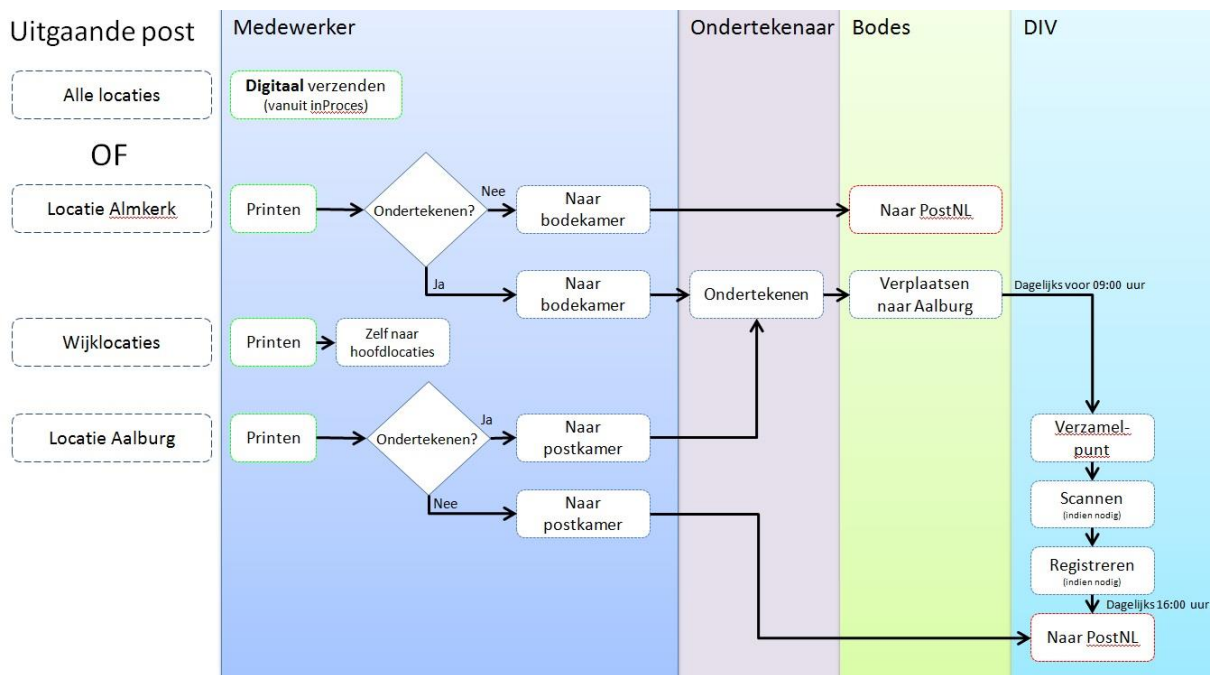 Uitgaande post
Medewerker
Ondertekenaar
Bodes
DIV
Alle locaties
Digitaal verzenden
(vanuit inProces)
OF
Locatie Almkerk
Printen
Ondertekenen?
Nee
Naar
bodekamer
Naar PostNL
Ja
Naar
bodekamer
Ondertekenen
Verplaatsen
naar Aalburg
Dagelijks voor 09:00 uur
Wijklocaties
Printen
Zelf naar
hoofdlocaties
Locatie Aalburg
Printen
Ondertekenen?
Ja
Naar
postkamer
Verzamel-
punt
Nee
Naar
postkamer
Scannen
(indien nodig)
Registreren
(indien nodig)
Dagelijks 16:00 uur
Naar PostNL